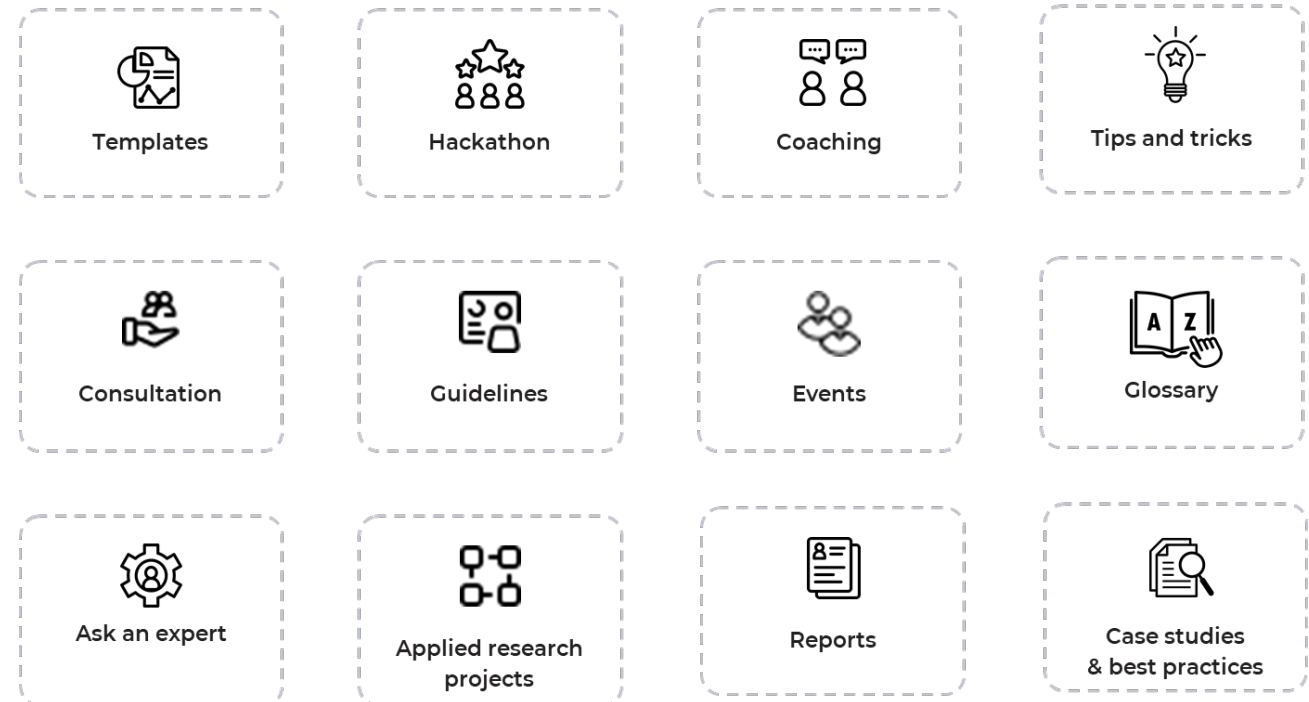 Templates
Hackathon
Coaching
Tips and tricks
Consultation
Guidelines
Events
A Z
Glossary
Ask an expert
Applied research
projects
Reports
Case studies
& best practices